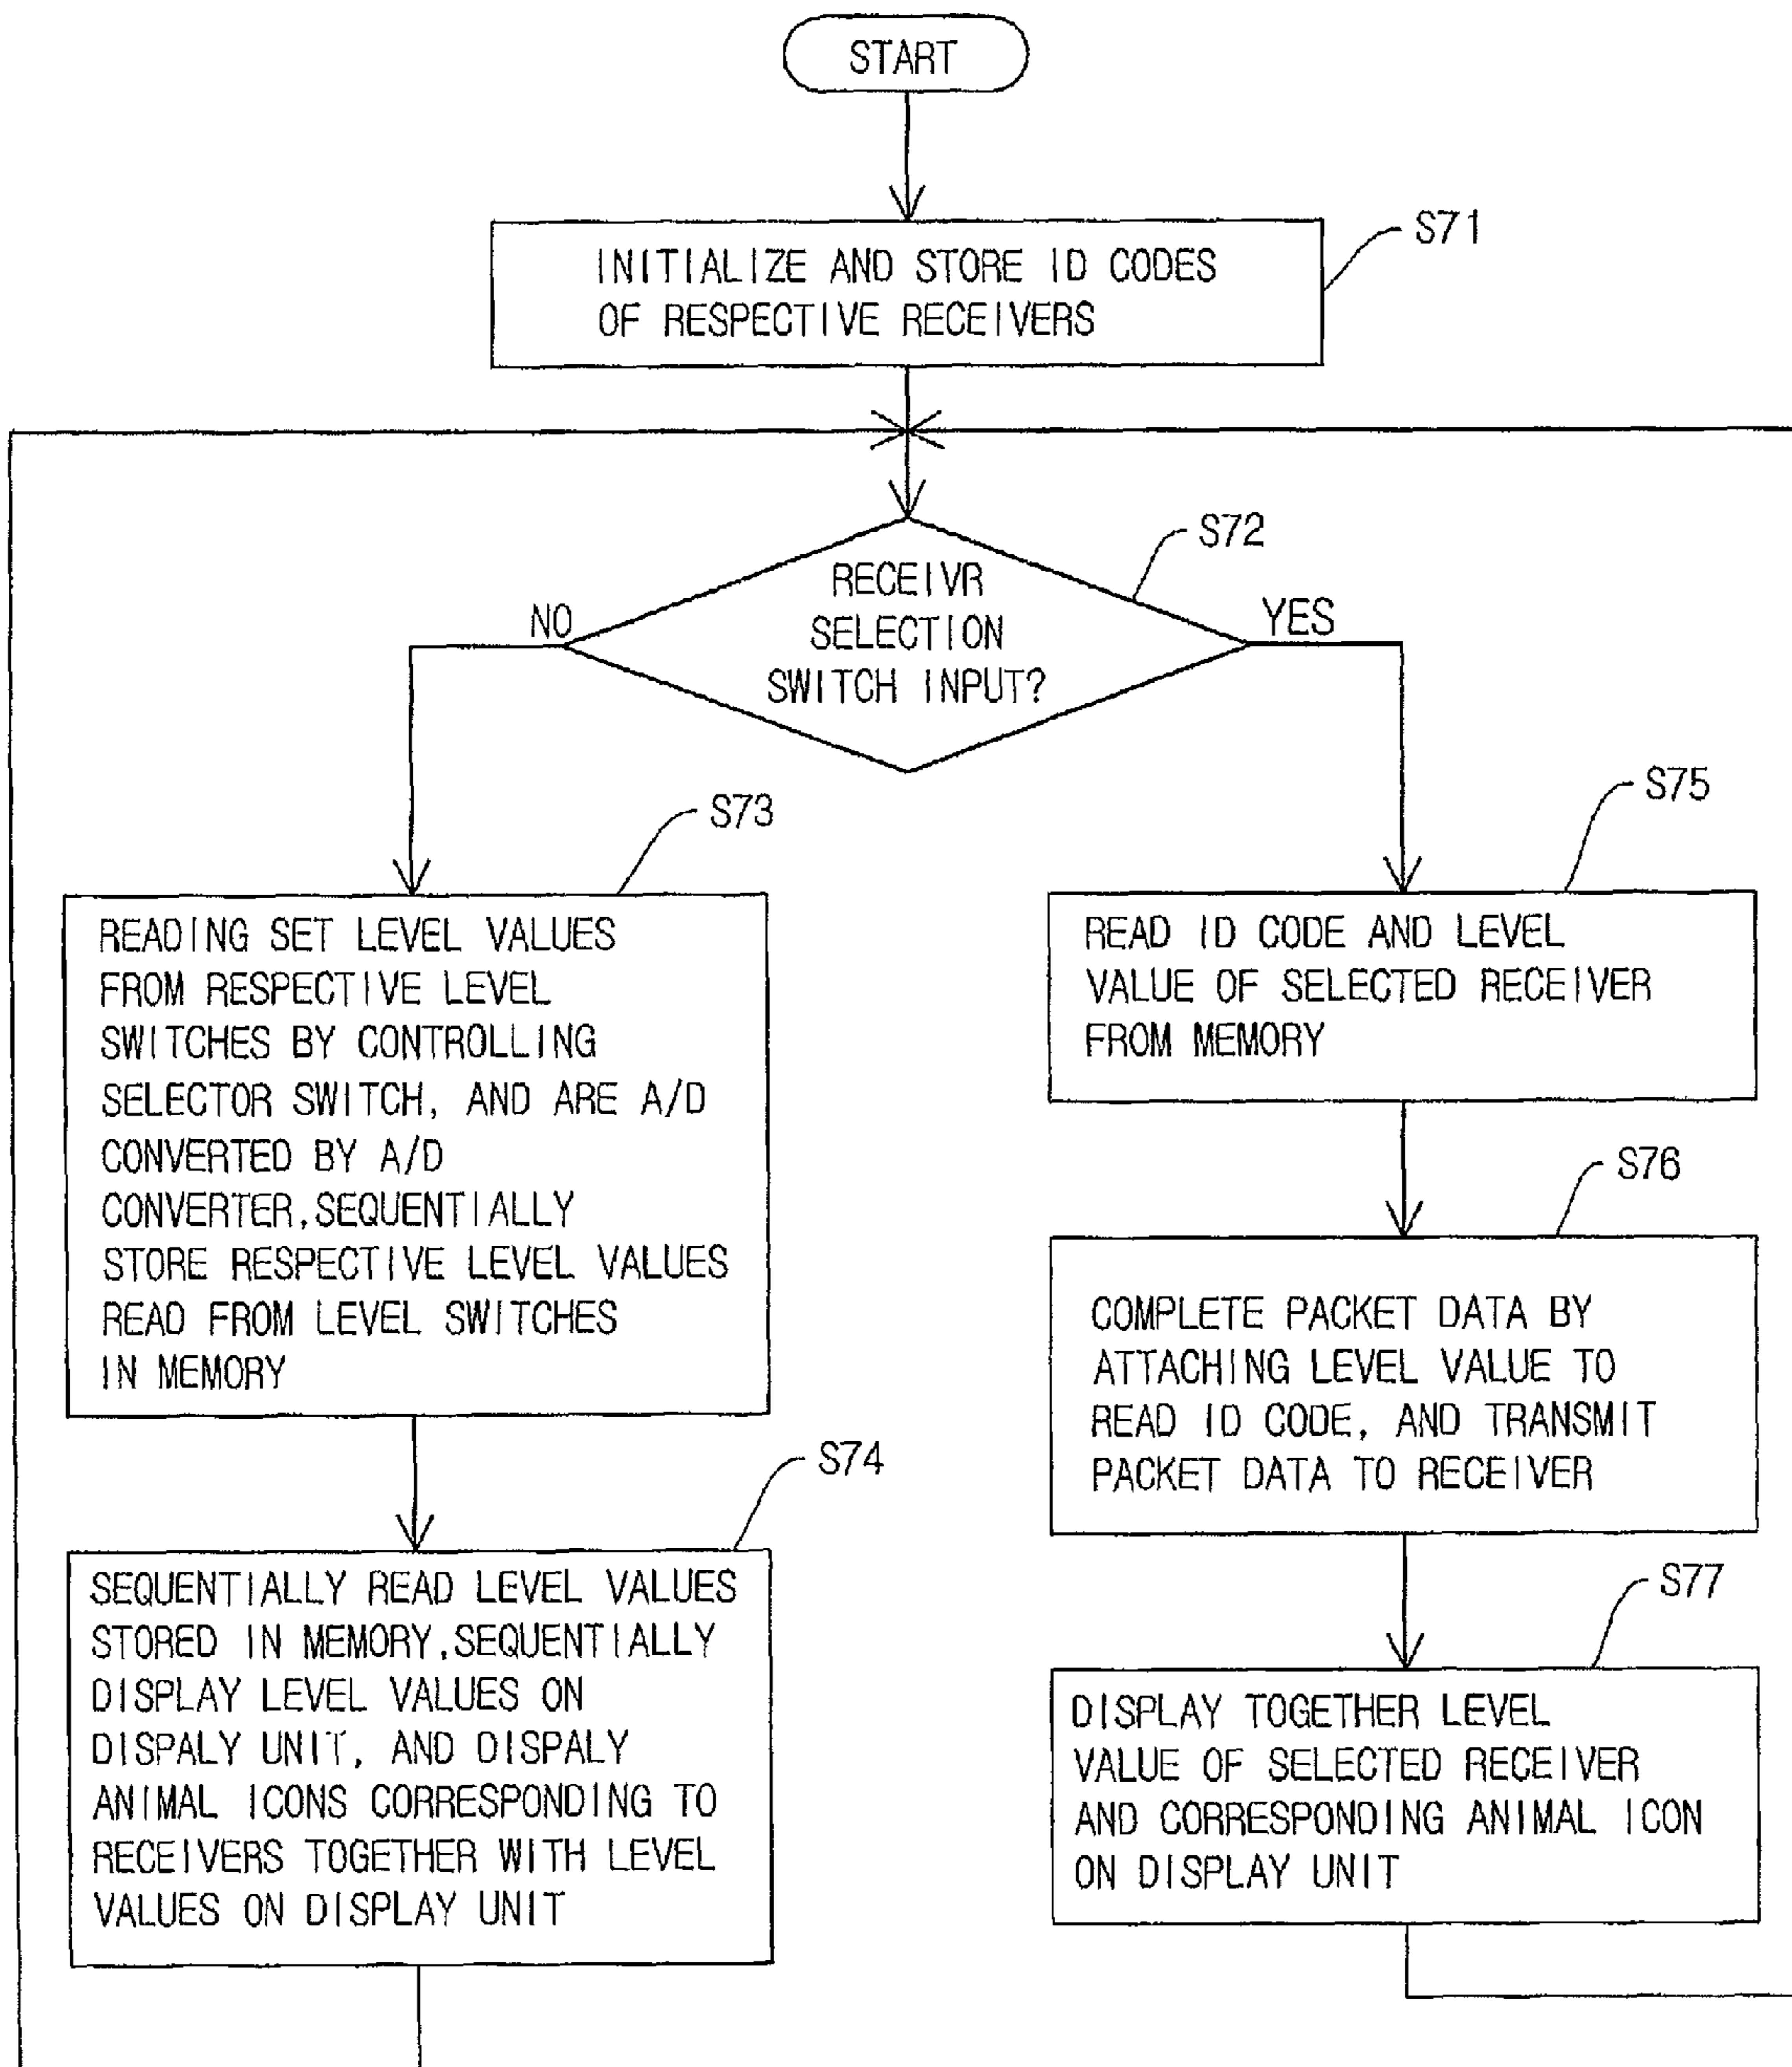 START
S71
INITIALIZE AND STORE ID CODES
OF RESPECTIVE RECEIVERS
S72
RECEIVR
SELECTION
SWITCH INPUT?
NO
YES
S73
READING SET LEVEL VALUES
FROM RESPECTIVE LEVEL
SWITCHES BY CONTROLLING
SELECTOR SWITCH, AND ARE A/D
CONVERTED BY A/D
CONVERTER,SEQUENTIALLY
STORE RESPECTIVE LEVEL VALUES
READ FROM LEVEL SWITCHES
IN MEMORY
S74
SEQUENTIALLY READ LEVEL VALUES
STORED IN MEMORY,SEQUENTIALLY
DISPLAY LEVEL VALUES ON
DISPALY UNIT, AND DISPALY
ANIMAL ICONS CORRESPONDING TO
RECEIVERS TOGETHER WITH LEVEL
VALUES ON DISPLAY UNIT
S75
READ ID CODE AND LEVEL
VALUE OF SELECTED RECEIVER
FROM MEMORY
S76
COMPLETE PACKET DATA BY
ATTACHING LEVEL VALUE TO
READ ID CODE, AND TRANSMIT
PACKET DATA TO RECEIVER
S77
DISPLAY TOGETHER LEVEL
VALUE OF SELECTED RECEIVER
AND CORRESPONDING ANIMAL ICON
ON DISPLAY UNIT